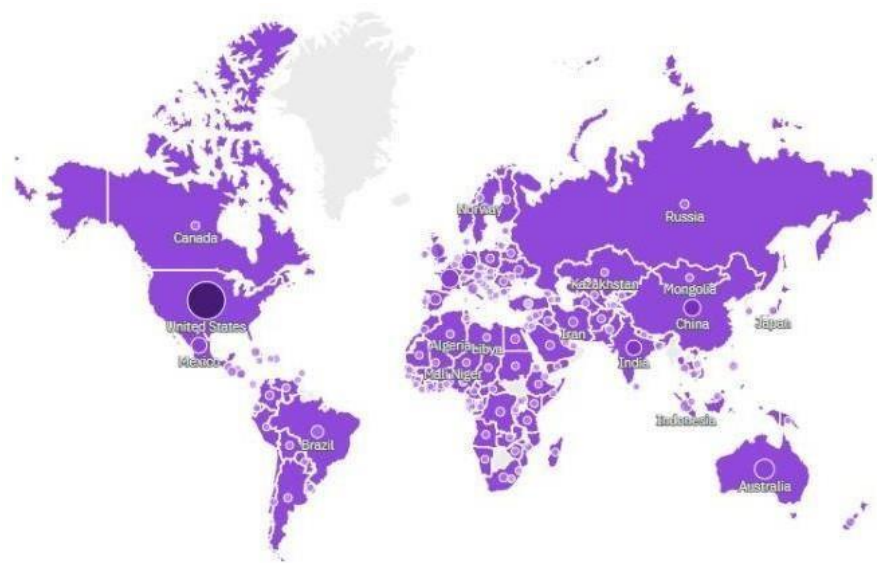 Norway
Russia
Canada
Kazakhstan
Mongolia
United States
China
Japan
Algeria
Libya
Iran
Mexico
India
Mali
Niger
Indonesia
Brazil
Australia